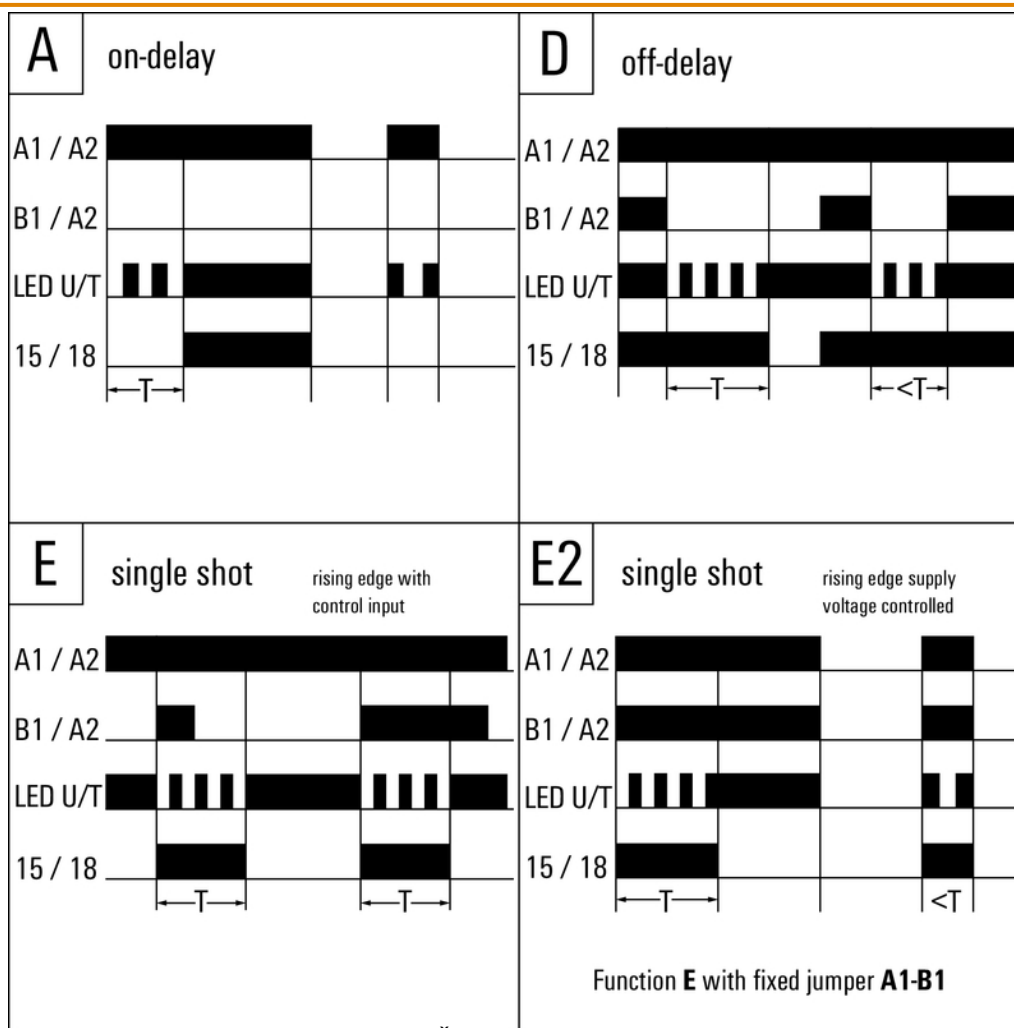 A on-delay
A1 / A2
B1 / A2
LED U/T
15 / 18
T
D off-delay
A1 / A2
B1 / A2
LED U/T
15 / 18
T <T
E single shot rising edge with
control input
A1 / A2
B1 / A2
LED U/T
15 / 18
T T
E2 single shot rising edge supply
voltage controlled
A1 / A2
B1 / A2
LED U/T
15 / 18
T <T
Function E with fixed jumper A1-B1